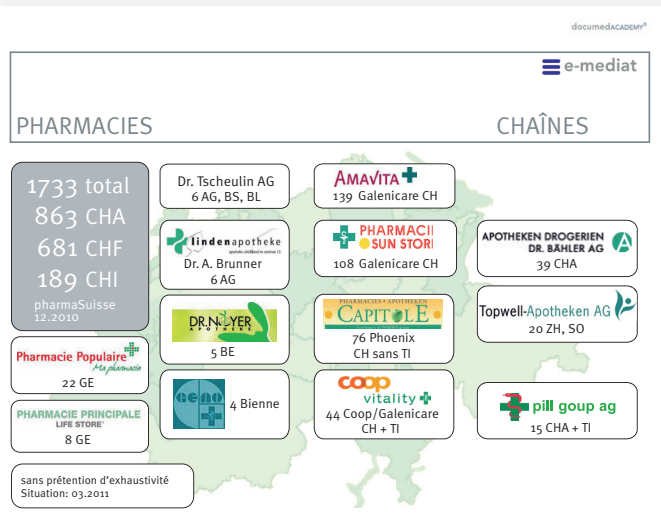 documedACADEMY®
e-mediat
PHARMACIES
CHAÎNES
1733 total
863 CHA
681 CHF
189 CHI
pharmaSuisse
12.2010
Pharmacie Populaire
Ma pharmacie
22 GE
PHARMACIE PRINCIPALE
LIFE STORE®
8 GE
sans prétention d'exhaustivité
Situation: 03.2011
Dr. Tscheulin AG
6 AG, BS, BL
lindenapotheke
Dr. A. Brunner
6 AG
DR.NOYER
APOTHEKE
5 BE
GENO
4 Bienne
AMAVITA
139 Galenicare CH
PHARMACII
SUN STORI
108 Galenicare CH
PHARMACIES • APOTHEKEN
CAPITOLE
76 Phoenix
CH sans TI
coop
vitality
44 Coop/Galenicare
CH + TI
APOTHEKEN DROGERIEN
DR. BÄHLER AG
39 CHA
Topwell-Apotheken AG
20 ZH, SO
pill goup ag
15 CHA + TI